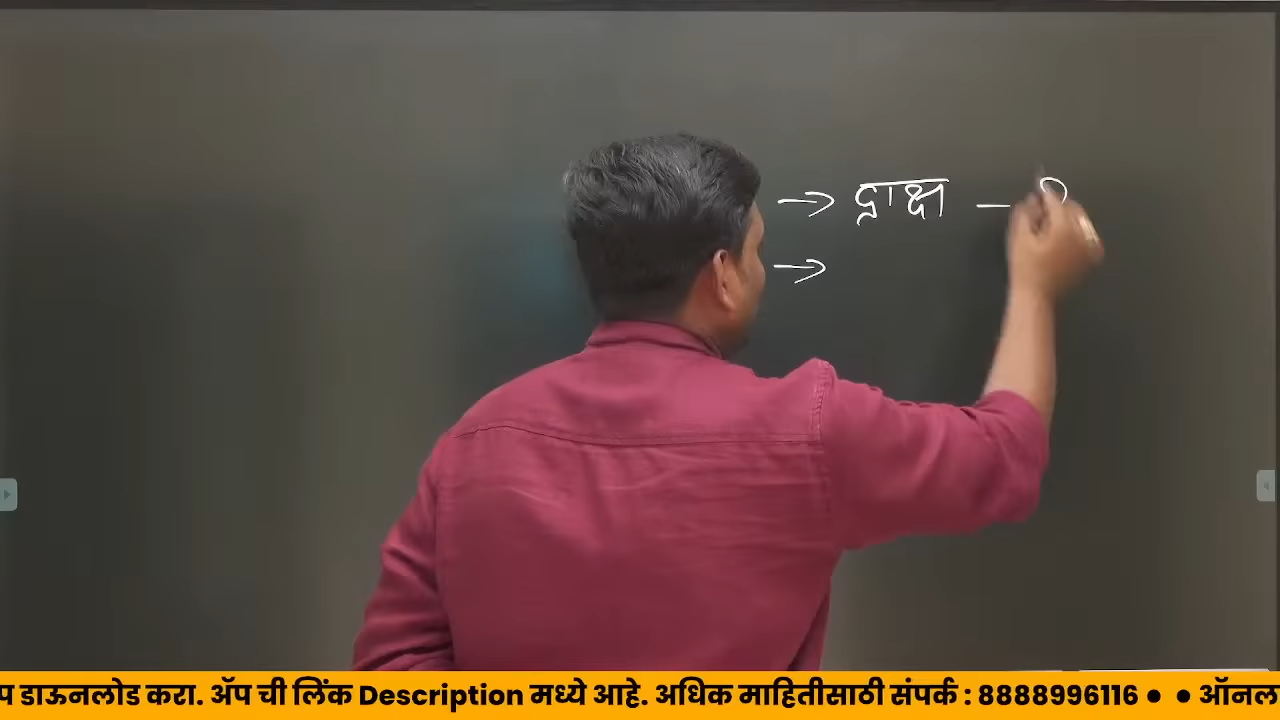 → द्राक्ष –
→
प डाऊनलोड करा. ॲप ची लिंक Description मध्ये आहे. अधिक माहितीसाठी संपर्क : 8888996116 ● ● ऑनल